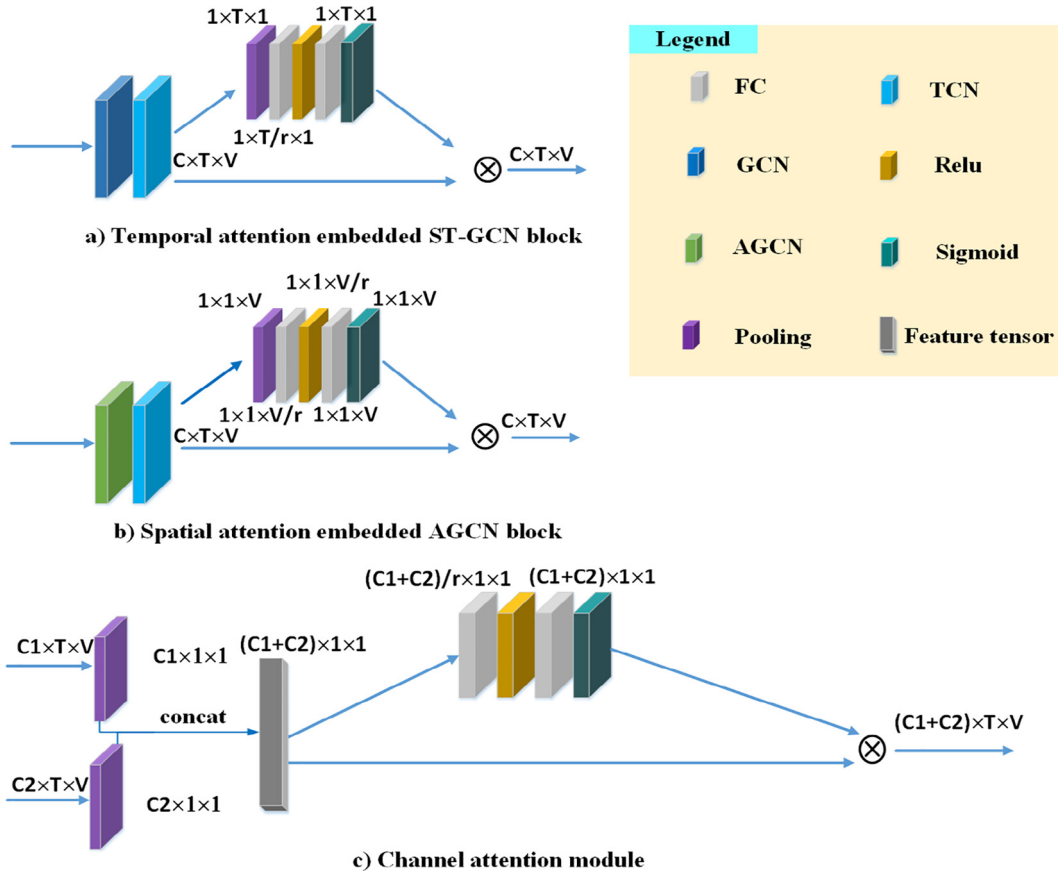 1×T×1
1×T×1
1×T/r×1
C×T×V
C×T×V
a) Temporal attention embedded ST-GCN block
Legend
FC
TCN
GCN
Relu
AGCN
Sigmoid
Pooling
Feature tensor
1×1×V/r
1×1×V
1×1×V
1×1×V/r
1×1×V
C×T×V
C×T×V
b) Spatial attention embedded AGCN block
(C1+C2)/r×1×1
(C1+C2)×1×1
C1×T×V
C1×1×1
(C1+C2)×1×1
concat
(C1+C2)×T×V
C2×T×V
C2×1×1
c) Channel attention module